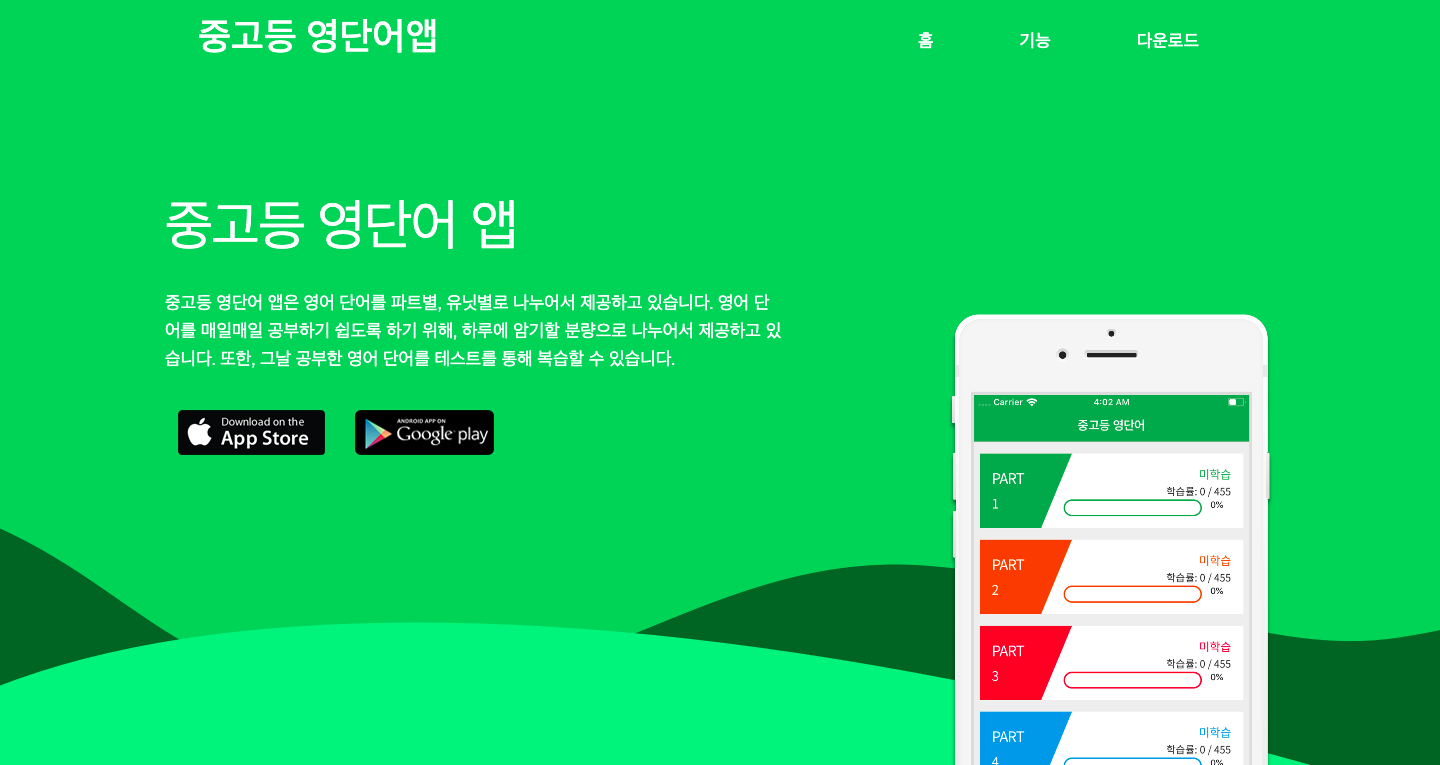 중고등 영단어앱
홈 기능 다운로드
중고등 영단어 앱
중고등 영단어 앱은 영어 단어를 파트별, 유닛별로 나누어서 제공하고 있습니다. 영어 단
어를 매일매일 공부하기 쉽도록 하기 위해, 하루에 암기할 분량으로 나누어서 제공하고 있
습니다. 또한, 그날 공부한 영어 단어를 테스트를 통해 복습할 수 있습니다.
Download on the
App Store
ANDROID APP ON
Google play
Carrier 4:02 AM
중고등 영단어
PART
1
미학습
학습률: 0 / 455
0%
PART
2
미학습
학습률: 0 / 455
0%
PART
3
미학습
학습률: 0 / 455
0%
PART
4
미학습
학습률: 0 / 455
0%